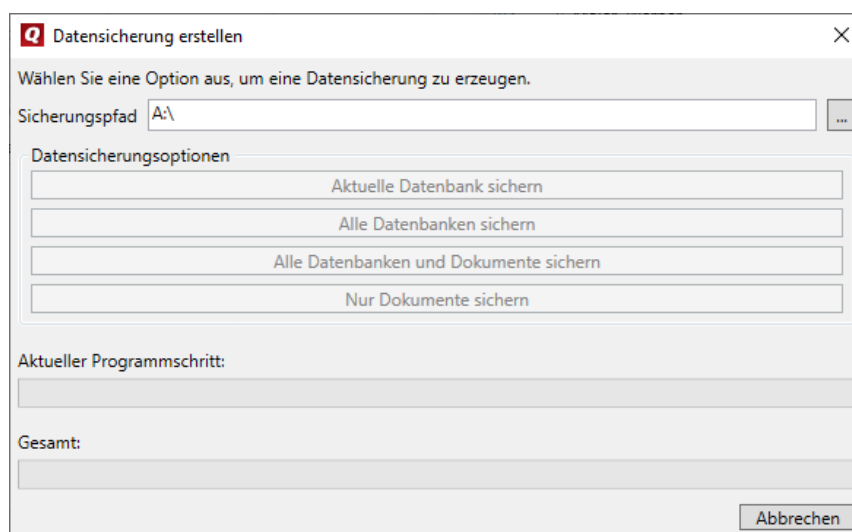 Q Datensicherung erstellen
Wählen Sie eine Option aus, um eine Datensicherung zu erzeugen.
Sicherungspfad A:\ ...
Datensicherungsoptionen
Aktuelle Datenbank sichern
Alle Datenbanken sichern
Alle Datenbanken und Dokumente sichern
Nur Dokumente sichern
Aktueller Programmschritt:
Gesamt:
Abbrechen